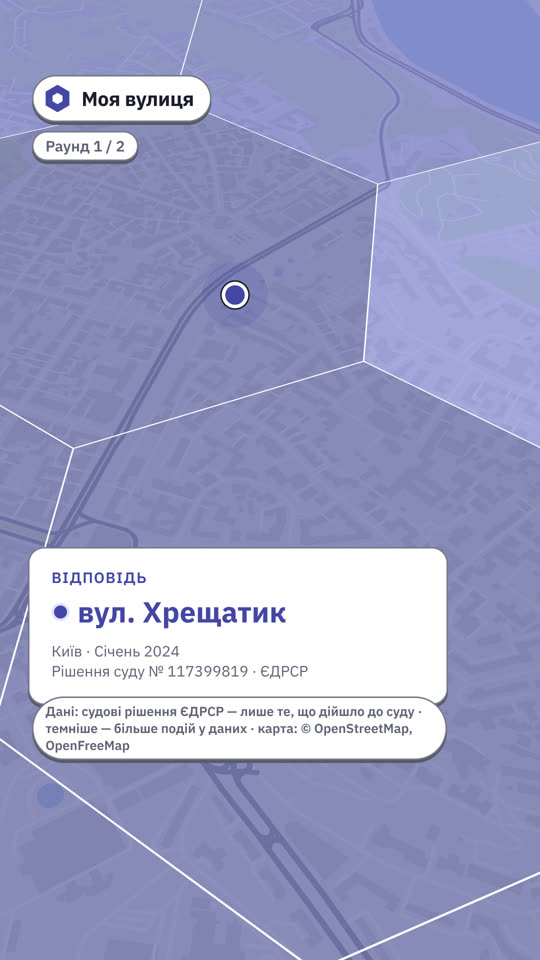 Моя вулиця
Раунд 1 / 2
ВІДПОВІДЬ
вул. Хрещатик
Київ · Січень 2024
Рішення суду № 117399819 · ЄДРСР
Дані: судові рішення ЄДРСР — лише те, що дійшло до суду ·
темніше — більше подій у даних · карта: © OpenStreetMap,
OpenFreeMap